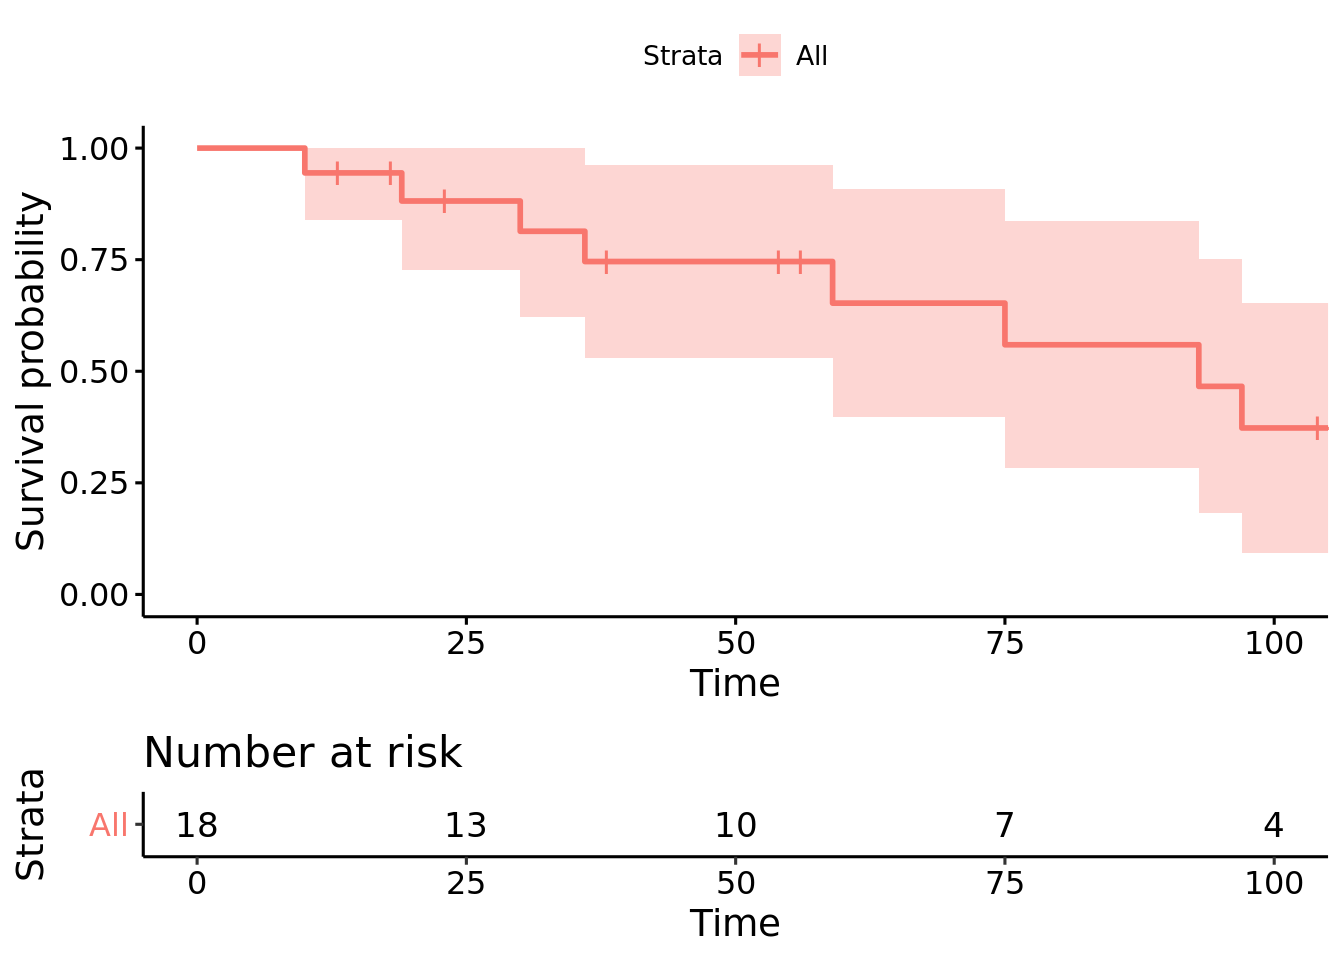 Strata All
Survival probability
1.00
0.75
0.50
0.25
0.00
0 25 50 75 100
Time
Number at risk
Strata
All 18 13 10 7 4
0 25 50 75 100
Time